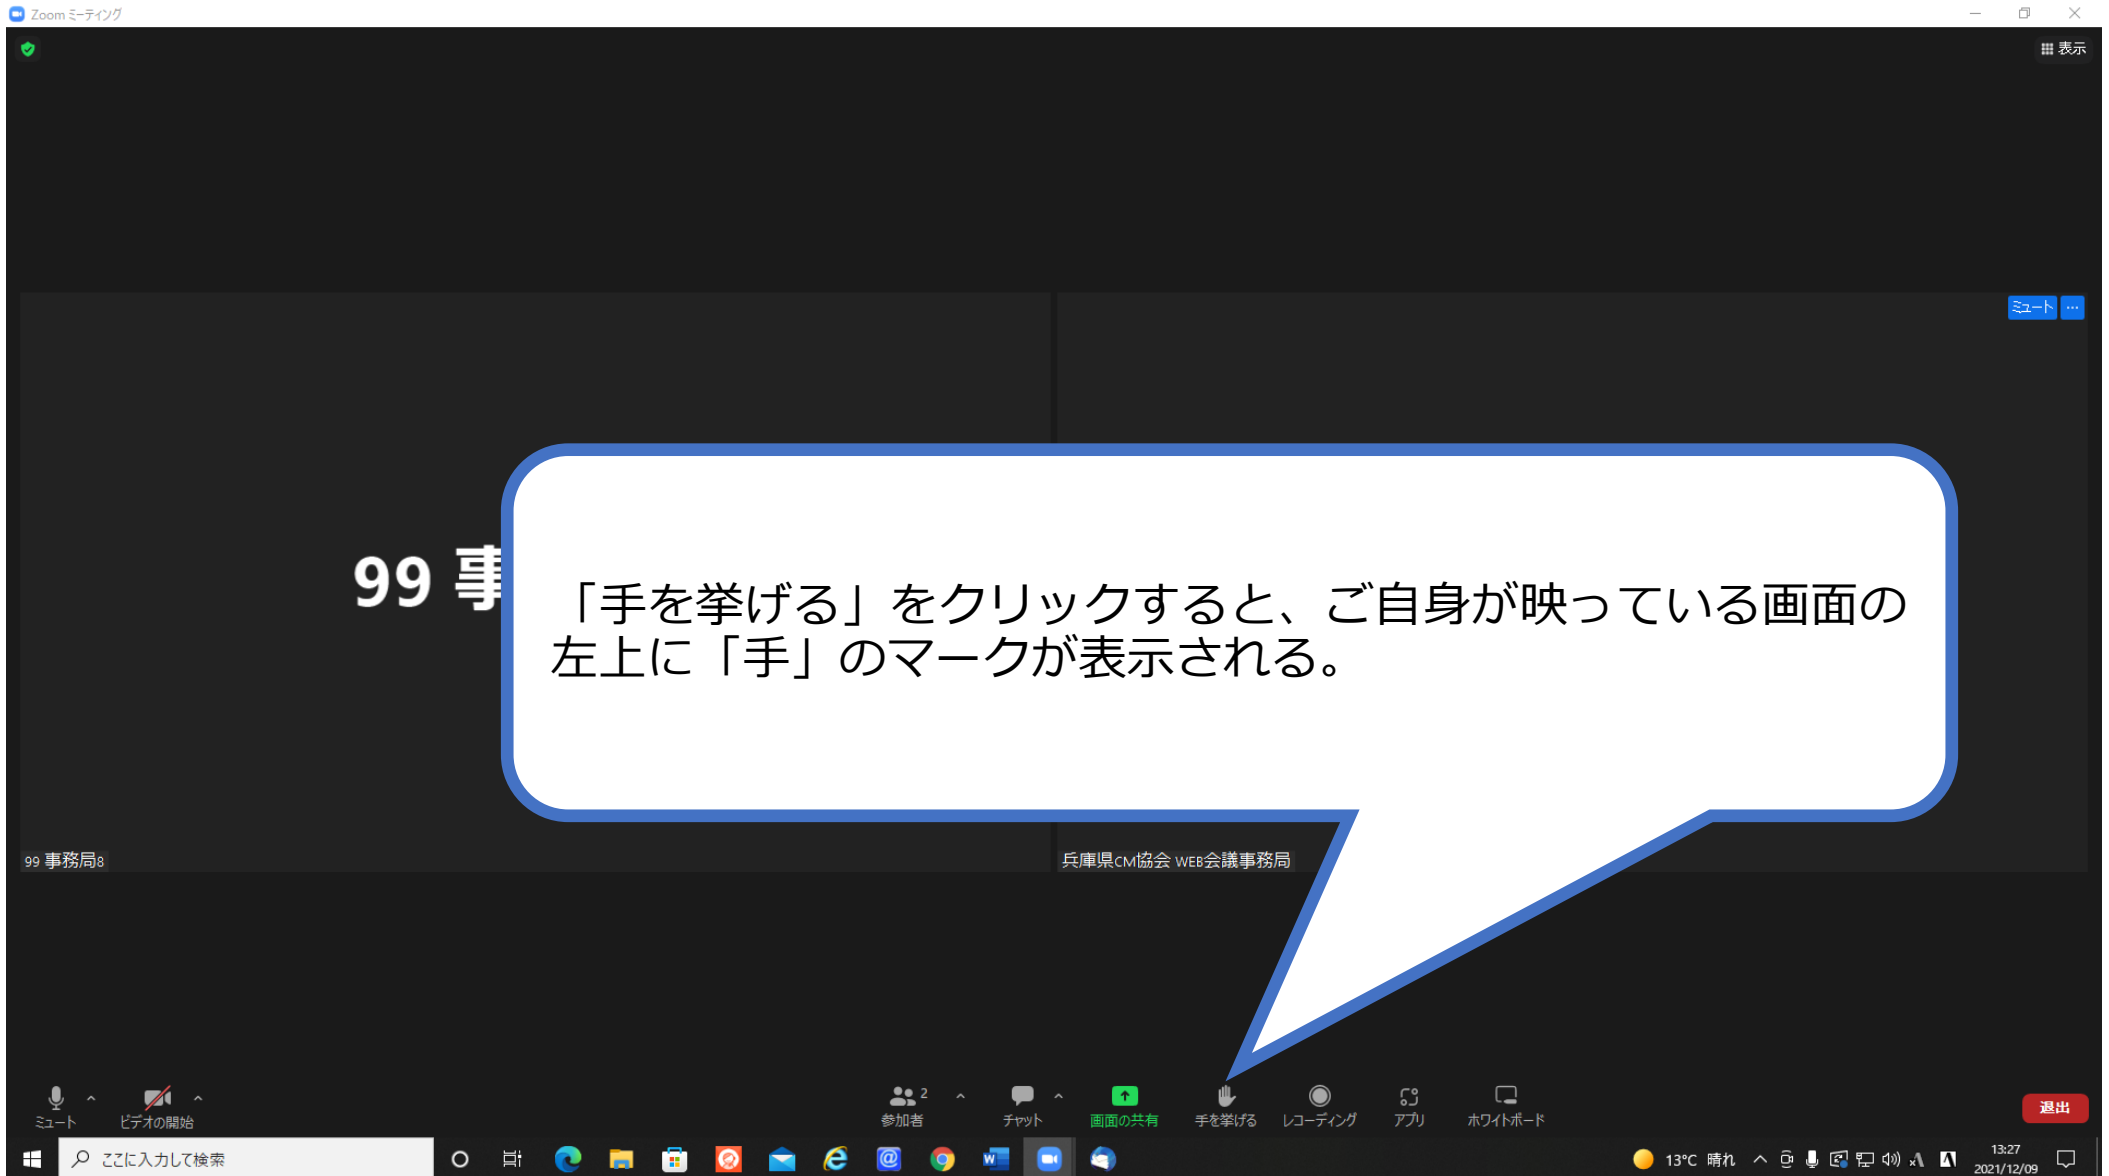 Zoom ミーティング
表示
ミュート
99 事
「手を挙げる」をクリックすると、ご自身が映っている画面の
左上に「手」のマークが表示される。
99 事務局8
兵庫県CM協会 WEB会議事務局
ミュート
ビデオの開始
2
参加者
チャット
画面の共有
手を挙げる
レコーディング
アプリ
ホワイトボード
退出
ここに入力して検索
13°C 晴れ
13:27
2021/12/09